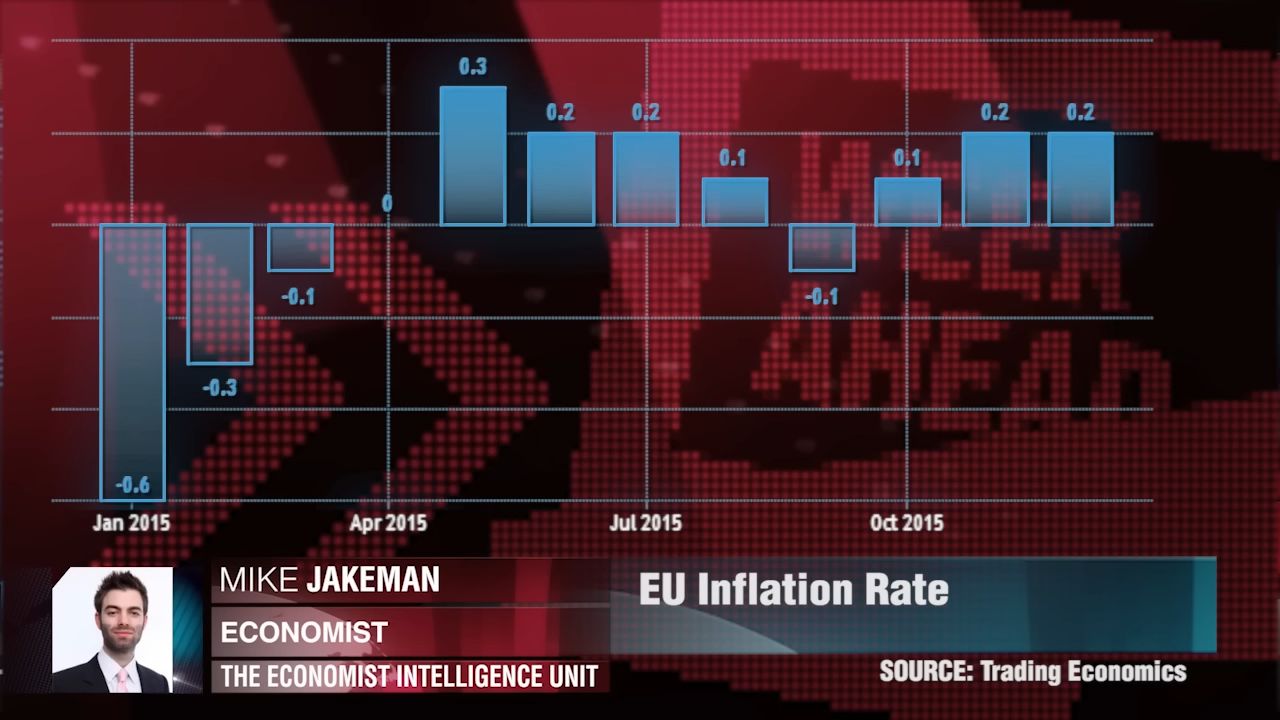 0.3
0.2
0.2
0.2
0.2
0.1
0.1
0
-0.1
-0.1
-0.3
-0.6
Jan 2015
Apr 2015
Jul 2015
Oct 2015
WEEK
AHEAD
MIKE JAKEMAN
ECONOMIST
THE ECONOMIST INTELLIGENCE UNIT
EU Inflation Rate
SOURCE: Trading Economics